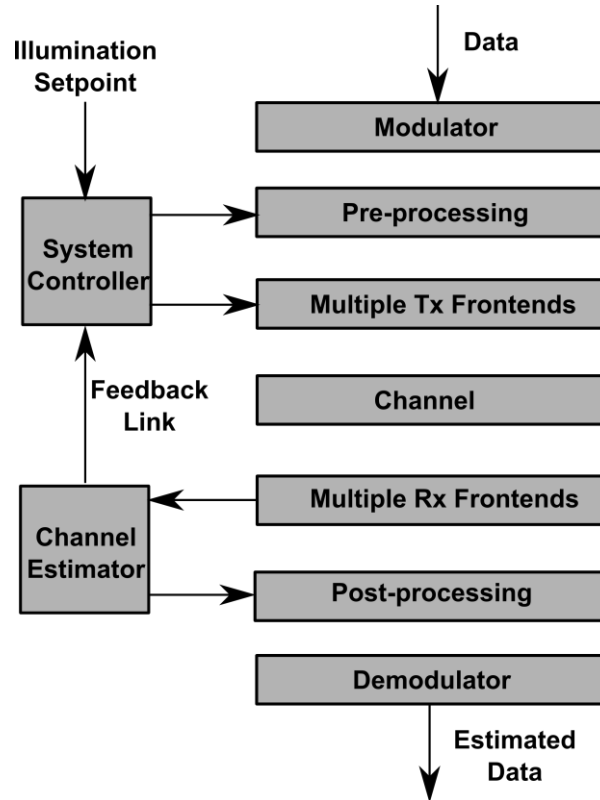 Data
Illumination
Setpoint
Modulator
Pre-processing
System
Controller
Multiple Tx Frontends
Feedback
Link
Channel
Multiple Rx Frontends
Channel
Estimator
Post-processing
Demodulator
Estimated
Data